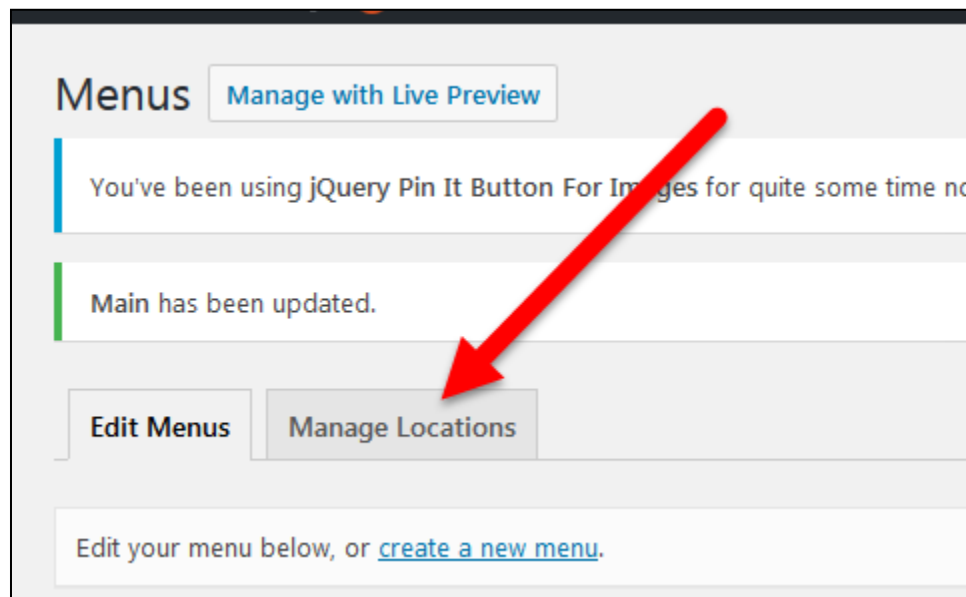 Menus Manage with Live Preview
You've been using jQuery Pin It Button For Images for quite some time
Main has been updated.
Edit Menus Manage Locations
Edit your menu below, or create a new menu.